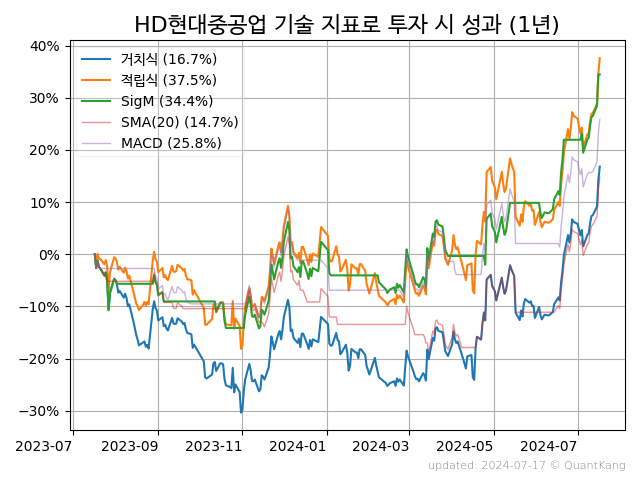 HD현대중공업 기술 지표로 투자 시 성과 (1년)
40%
30%
20%
10%
0%
−10%
−20%
−30%
거치식 (16.7%)
적립식 (37.5%)
SigM (34.4%)
SMA(20) (14.7%)
MACD (25.8%)
2023-07 2023-09 2023-11 2024-01 2024-03 2024-05 2024-07
updated: 2024-07-17 © QuantKang